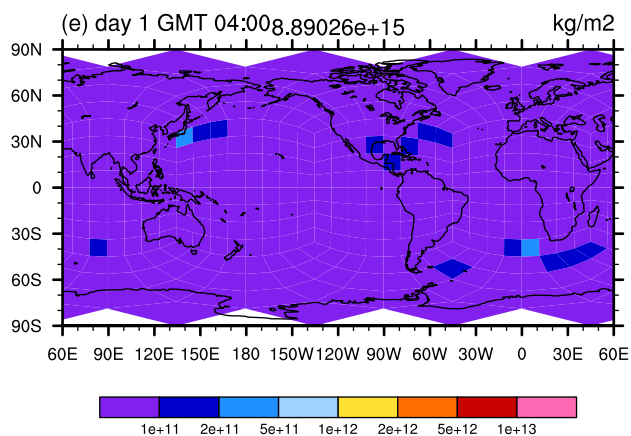 (e) day 1 GMT 04:00 8.89026e+15 kg/m2
90N
60N
30N
0
30S
60S
90S
60E 90E 120E 150E 180 150W 120W 90W 60W 30W 0 30E 60E
1e+11 2e+11 5e+11 1e+12 2e+12 5e+12 1e+13